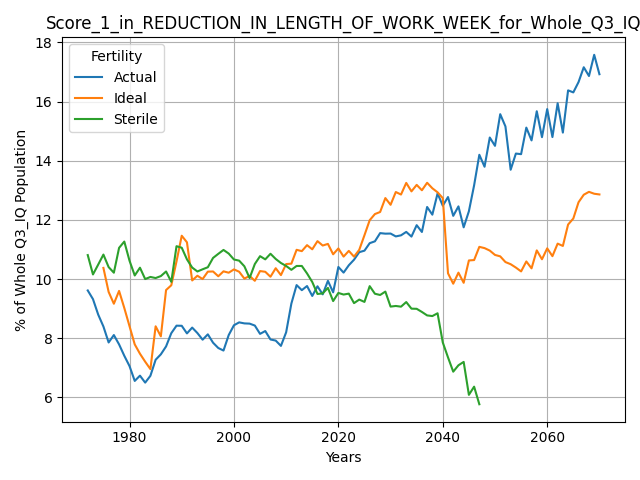 Score_1_in_REDUCTION_IN_LENGTH_OF_WORK_WEEK_for_Whole_Q3_IQ
Fertility
Actual
Ideal
Sterile
% of Whole Q3_IQ Population
18
16
14
12
10
8
6
1980
2000
2020
2040
2060
Years